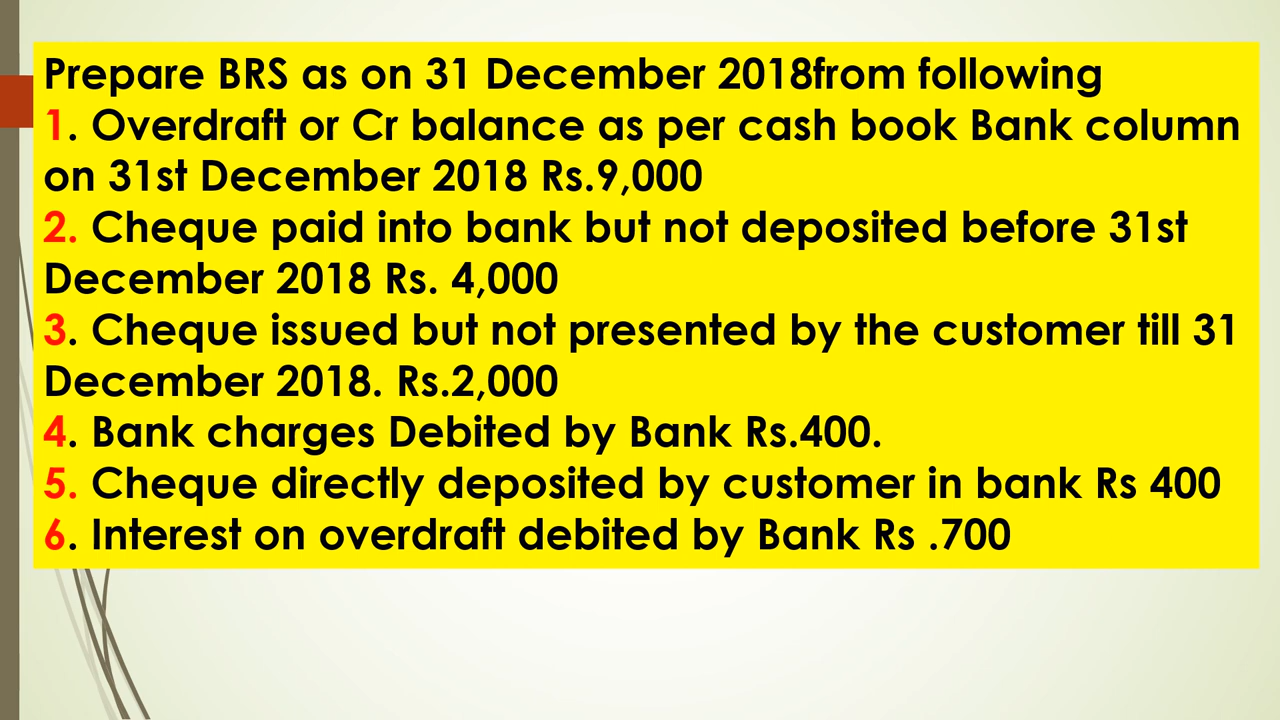 Prepare BRS as on 31 December 2018from following
1. Overdraft or Cr balance as per cash book Bank column
on 31st December 2018 Rs.9,000
2. Cheque paid into bank but not deposited before 31st
December 2018 Rs. 4,000
3. Cheque issued but not presented by the customer till 31
December 2018. Rs.2,000
4. Bank charges Debited by Bank Rs.400.
5. Cheque directly deposited by customer in bank Rs 400
6. Interest on overdraft debited by Bank Rs .700